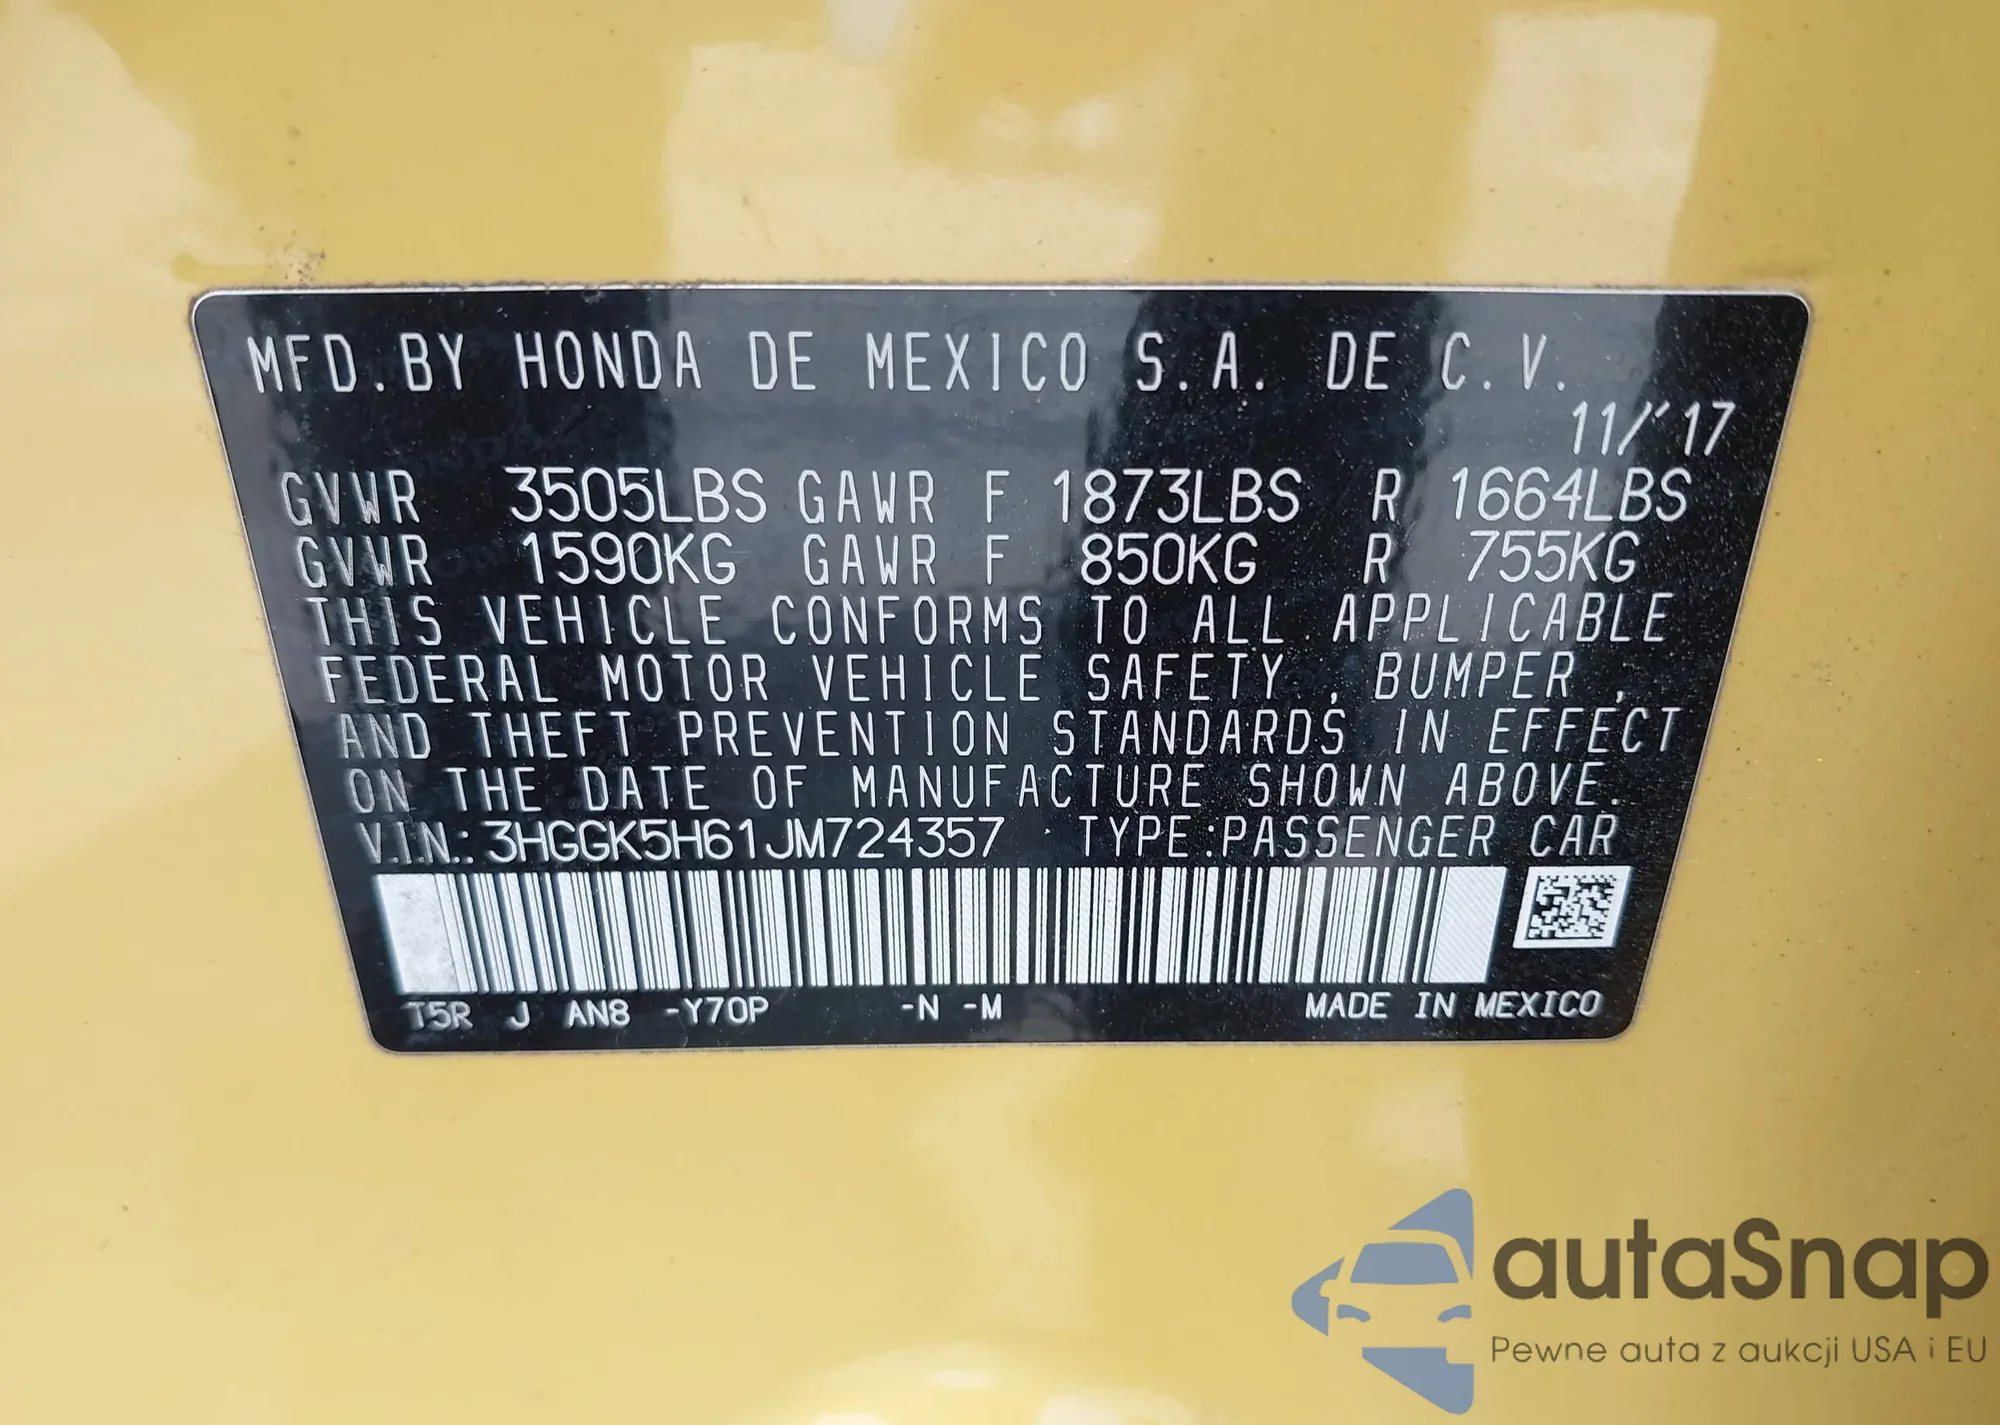 MFD.BY HONDA DE MEXICO S.A. DE C.V.
11/'17
GVWR 3505LBS GAWR F 1873LBS R 1664LBS
GVWR 1590KG GAWR F 850KG R 755KG
THIS VEHICLE CONFORMS TO ALL APPLICABLE
FEDERAL MOTOR VEHICLE SAFETY, BUMPER,
AND THEFT PREVENTION STANDARDS IN EFFECT
ON THE DATE OF MANUFACTURE SHOWN ABOVE.
V.I.N.: 3HGGK5H61JM724357 TYPE:PASSENGER CAR
T5R J AN8 -Y70P -N -M MADE IN MEXICO
autaSnap
Pewne auta z aukcji USA i EU